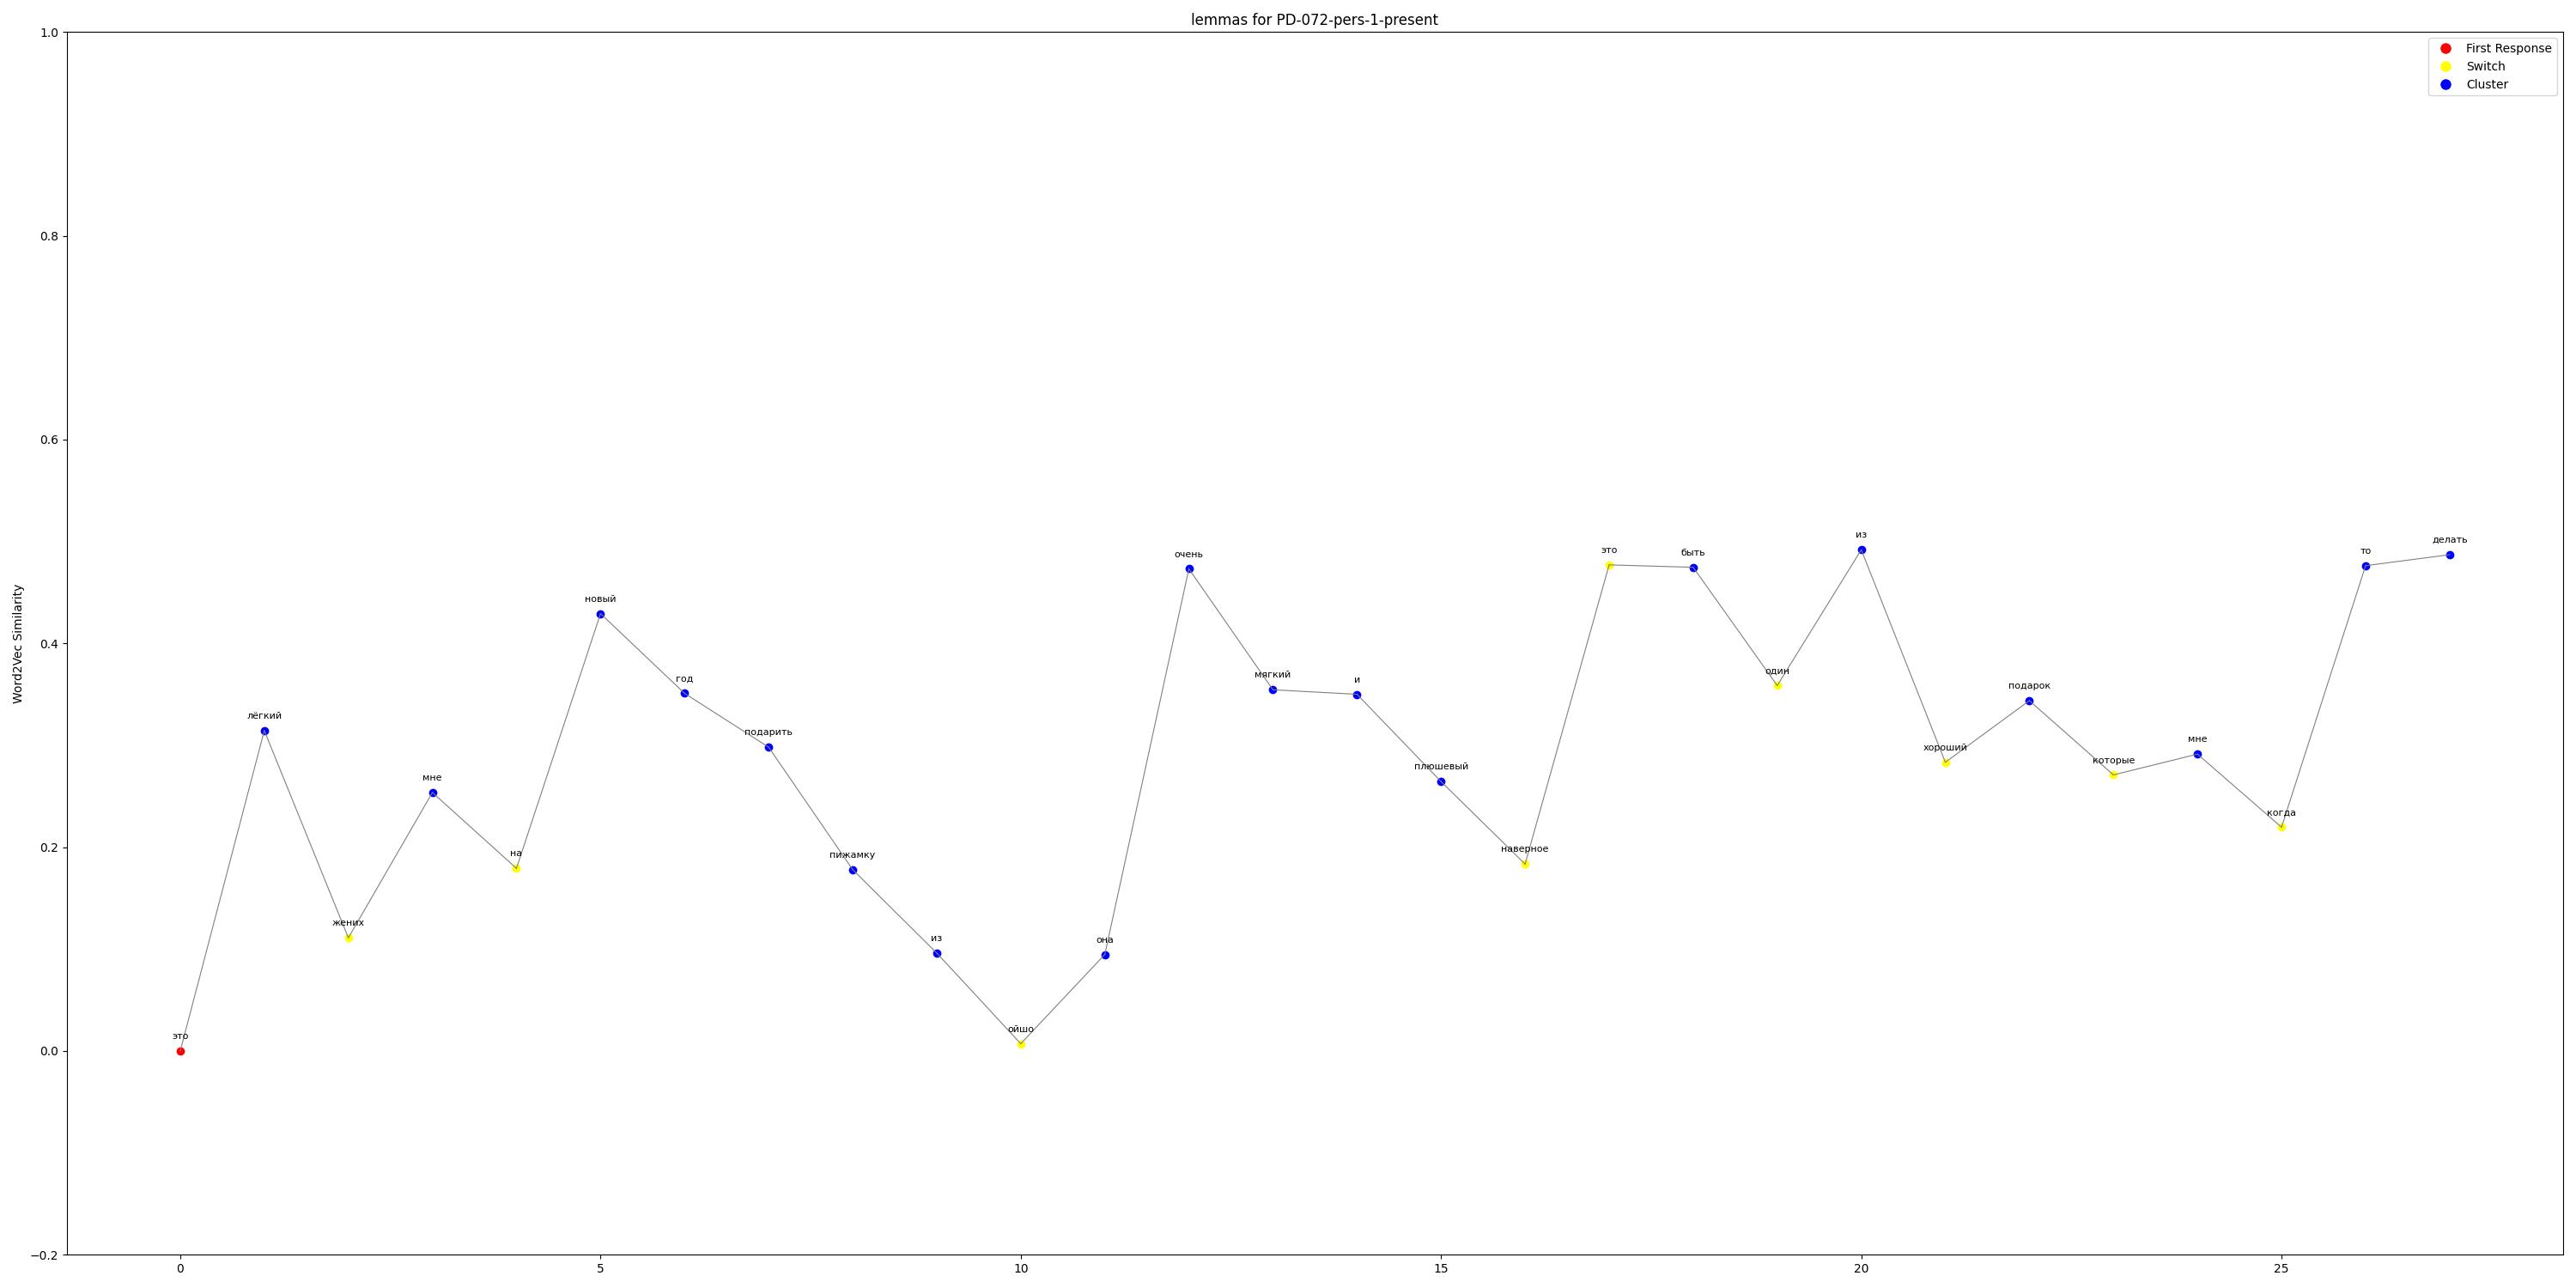 lemmas for PD-072-pers-1-present
First Response
Switch
Cluster
Word2Vec Similarity
1.0
0.8
0.6
0.4
0.2
0.0
−0.2
это
лёгкий
жених
мне
на
новый
год
подарить
пижамку
из
ойшо
она
очень
мягкий
и
плюшевый
наверное
это
быть
один
из
хороший
подарок
которые
мне
когда
то
делать
0 5 10 15 20 25